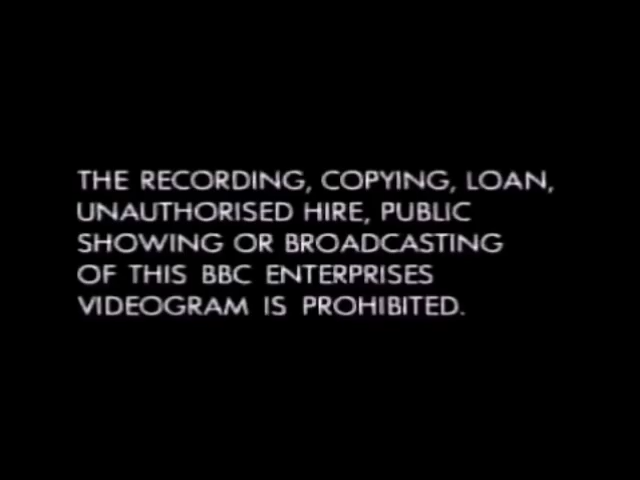 THE RECORDING, COPYING, LOAN,
UNAUTHORISED HIRE, PUBLIC
SHOWING OR BROADCASTING
OF THIS BBC ENTERPRISES
VIDEOGRAM IS PROHIBITED.